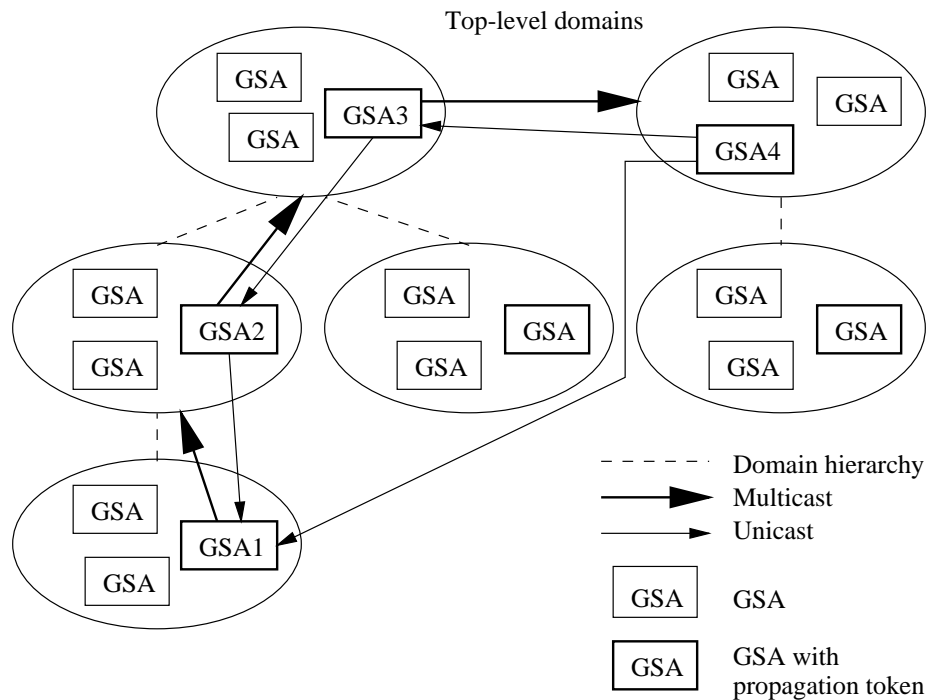 Top-level domains
GSA
GSA3
GSA
GSA
GSA
GSA4
GSA
GSA2
GSA
GSA
GSA
GSA
GSA
GSA
GSA
GSA
GSA1
GSA
Domain hierarchy
Multicast
Unicast
GSA GSA
GSA GSA with
propagation token